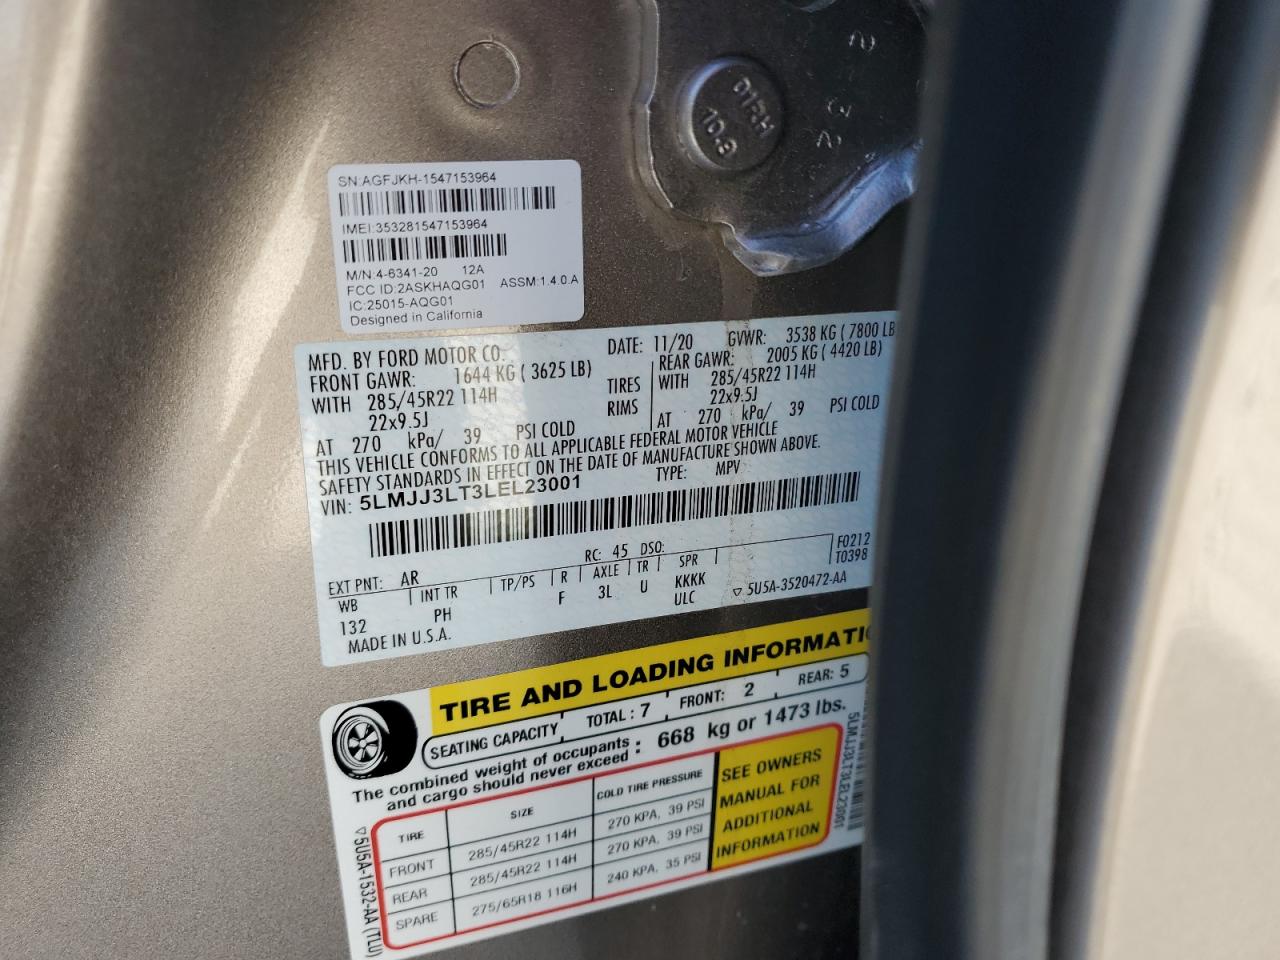 01RH
10.9
2
3
2
SN:AGFJKH-1547153964
IMEI:353281547153964
M/N:4-6341-20 12A
FCC ID:2ASKHAQG01 ASSM:1.4.0.A
IC:25015-AQG01
Designed in California
MFD. BY FORD MOTOR CO.
DATE: 11/20 GVWR: 3538 KG ( 7800 LB
FRONT GAWR: 1644 KG ( 3625 LB)
REAR GAWR: 2005 KG ( 4420 LB)
WITH 285/45R22 114H TIRES WITH 285/45R22 114H
22x9.5J RIMS 22x9.5J
AT 270 kPa/ 39 PSI COLD AT 270 kPa/ 39 PSI COLD
THIS VEHICLE CONFORMS TO ALL APPLICABLE FEDERAL MOTOR VEHICLE
SAFETY STANDARDS IN EFFECT ON THE DATE OF MANUFACTURE SHOWN ABOVE.
VIN: 5LMJJ3LT3LEL23001 TYPE: MPV
F0212
T0398
EXT PNT: AR RC: 45 DSO:
WB INT TR TP/PS R AXLE TR SPR
132 PH F 3L U KKKK
ULC
5U5A-3520472-AA
MADE IN U.S.A.
TIRE AND LOADING INFORMATI
SEATING CAPACITY TOTAL : 7 FRONT: 2 REAR: 5
The combined weight of occupants
and cargo should never exceed : 668 kg or 1473 lbs.
TIRE SIZE COLD TIRE PRESSURE
FRONT 285/45R22 114H 270 KPA, 39 PSI
REAR 285/45R22 114H 270 KPA, 39 PSI
SPARE 275/65R18 116H 240 KPA, 35 PSI
SEE OWNERS
MANUAL FOR
ADDITIONAL
INFORMATION
5U5A-1532-AA (TLU)
5LMJJ3LT3LEL23001